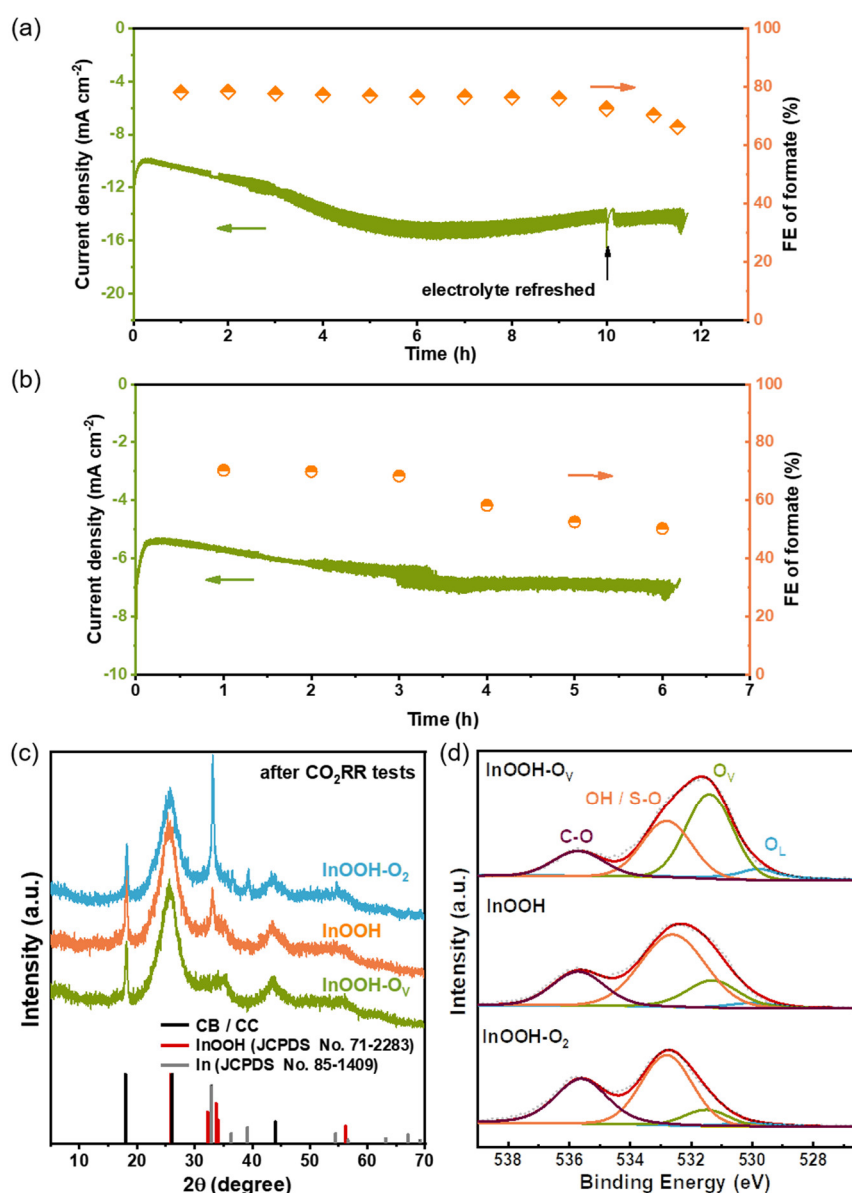 (a)
0
-4
-8
-12
-16
-20
Current density (mA cm-2)
100
80
60
40
20
0
FE of formate (%)
electrolyte refreshed
0 2 4 6 8 10 12
Time (h)
(b)
0
-2
-4
-6
-8
-10
Current density (mA cm-2)
100
80
60
40
20
0
FE of formate (%)
0 1 2 3 4 5 6 7
Time (h)
(c)
after CO2RR tests
InOOH-O2
InOOH
InOOH-OV
CB / CC
InOOH (JCPDS No. 71-2283)
In (JCPDS No. 85-1409)
Intensity (a.u.)
10 20 30 40 50 60 70
2θ (degree)
(d)
InOOH-OV
OV
OH / S-O
C-O
OL
InOOH
InOOH-O2
Intensity (a.u.)
538 536 534 532 530 528
Binding Energy (eV)